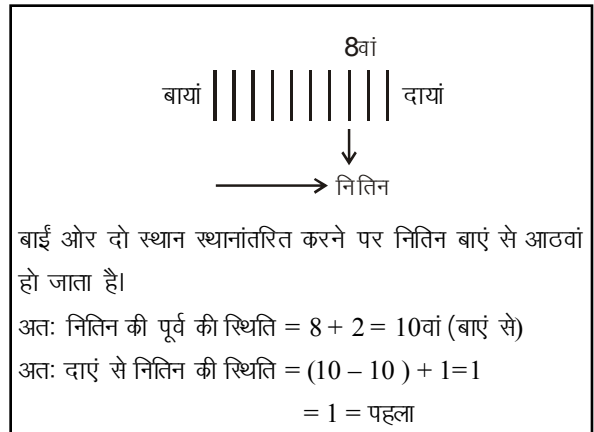 8वां
बायां दायां
नितिन
बाईं ओर दो स्थान स्थानांतरित करने पर नितिन बाएं से आठवां
हो जाता है।
अतः नितिन की पूर्व की स्थिति = 8 + 2 = 10वां (बाएं से)
अतः दाएं से नितिन की स्थिति = (10 – 10 ) + 1=1
= 1 = पहला